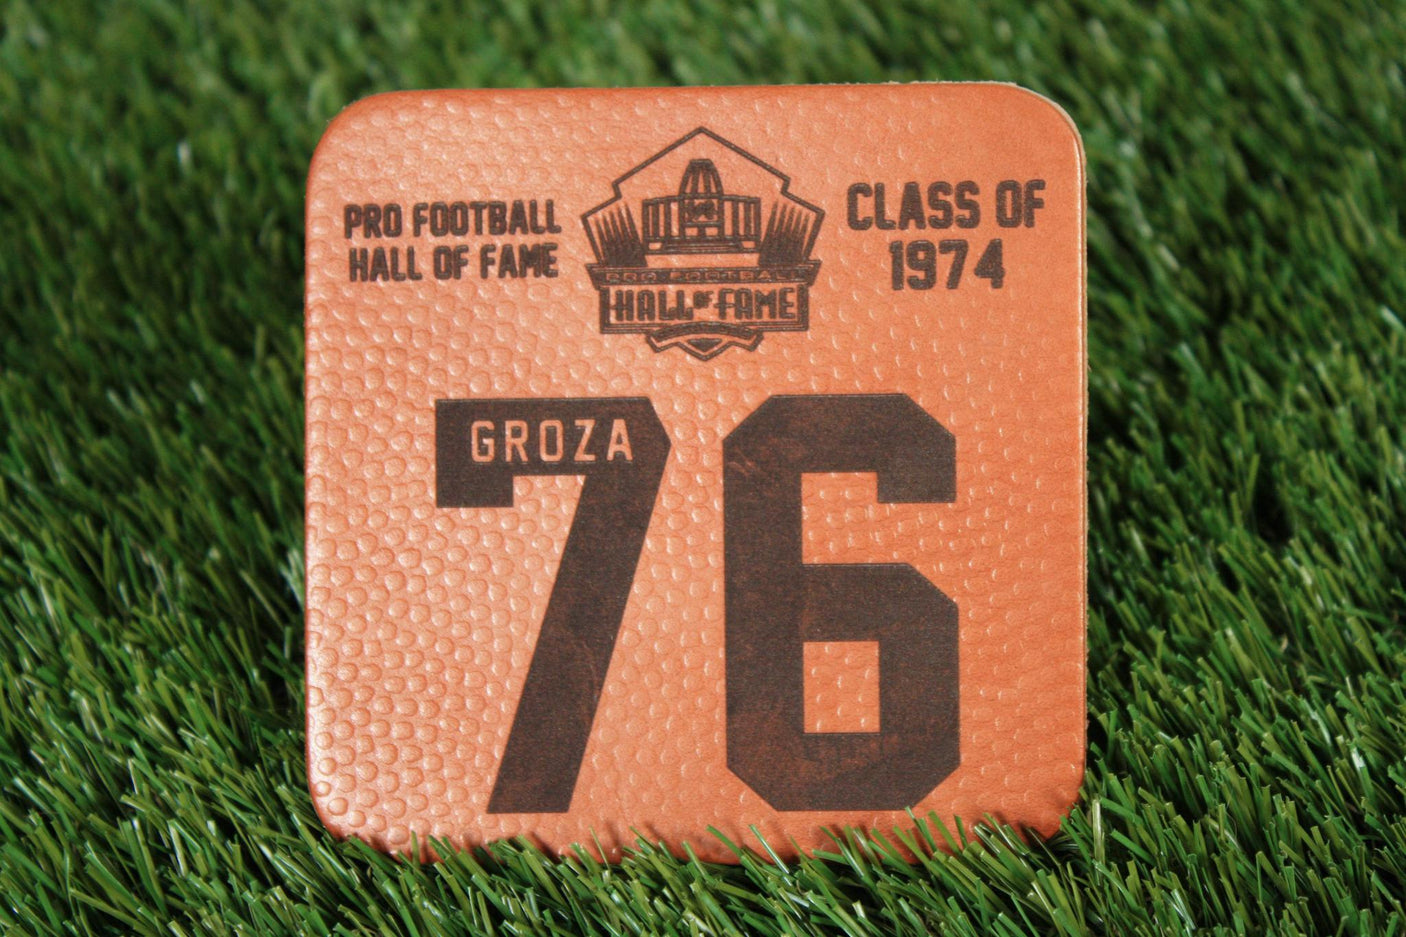 PRO FOOTBALL
HALL OF FAME
PRO FOOTBALL
HALL OF FAME
CLASS OF
1974
GROZA
76